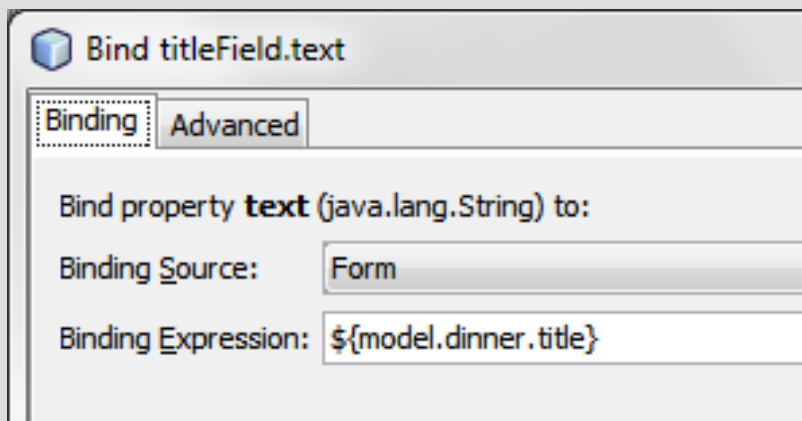 Bind titleField.text
Binding Advanced
Bind property text (java.lang.String) to:
Binding Source: Form
Binding Expression: ${model.dinner.title}